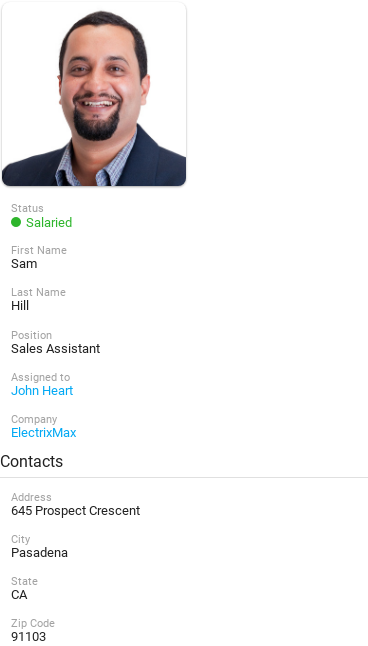 Status
Salaried
First Name
Sam
Last Name
Hill
Position
Sales Assistant
Assigned to
John Heart
Company
ElectrixMax
Contacts
Address
645 Prospect Crescent
City
Pasadena
State
CA
Zip Code
91103